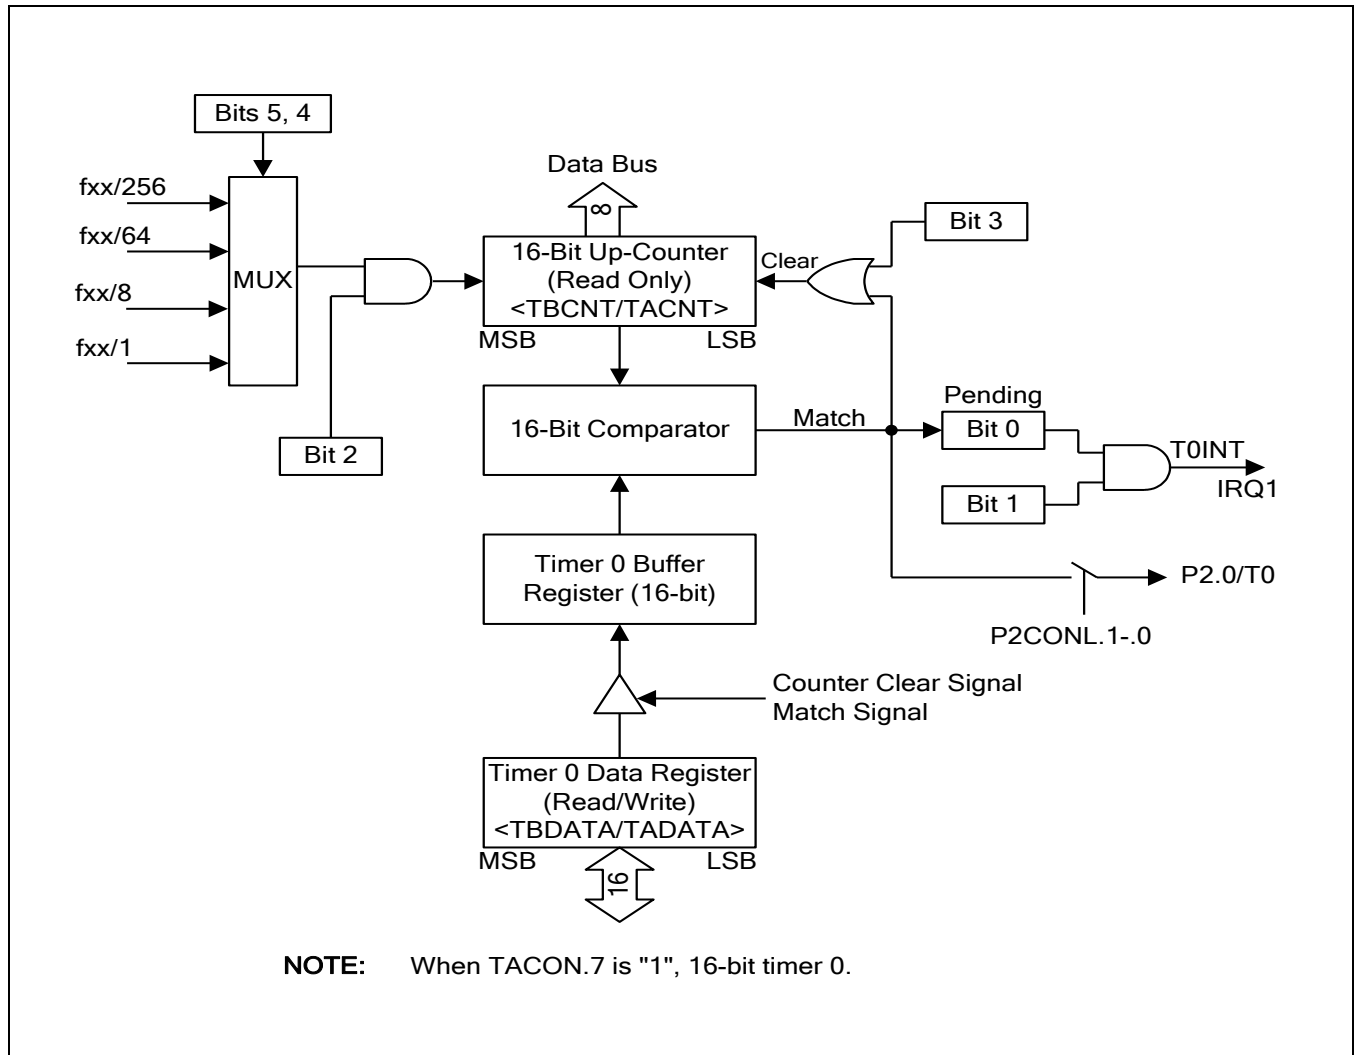 Bits 5, 4
fxx/256
fxx/64
fxx/8
fxx/1
MUX
Bit 2
Data Bus
8
16-Bit Up-Counter
(Read Only)
<TBCNT/TACNT>
MSB
LSB
Clear
Bit 3
16-Bit Comparator
Match
Pending
Bit 0
Bit 1
T0INT
IRQ1
Timer 0 Buffer
Register (16-bit)
P2.0/T0
P2CONL.1-.0
Counter Clear Signal
Match Signal
Timer 0 Data Register
(Read/Write)
<TBDATA/TADATA>
MSB
LSB
16
NOTE: When TACON.7 is "1", 16-bit timer 0.